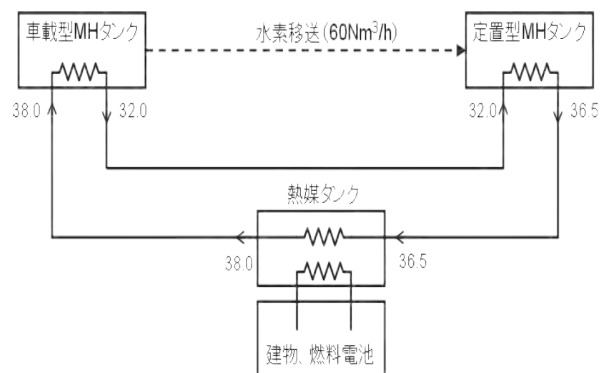 車載型MHタンク
水素移送(60Nm³/h)
定置型MHタンク
38.0
32.0
32.0
36.5
熱媒タンク
38.0
36.5
建物、燃料電池